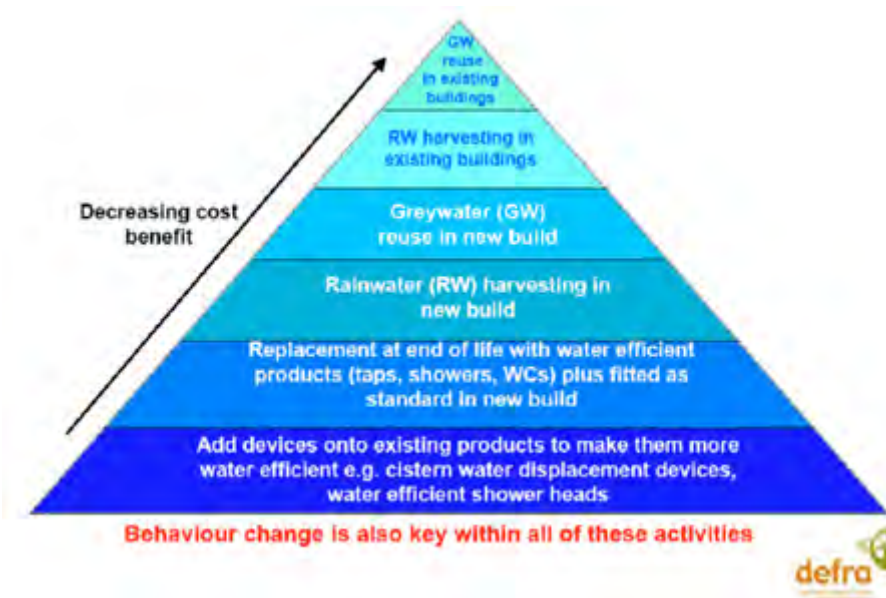 GW
reuse
in existing
buildings
RW harvesting in
existing buildings
Decreasing cost
benefit
Greywater (GW)
reuse in new build
Rainwater (RW) harvesting in
new build
Replacement at end of life with water efficient
products (taps, showers, WCs) plus fitted as
standard in new build
Add devices onto existing products to make them more
water efficient e.g. cistern water displacement devices,
water efficient shower heads
Behaviour change is also key within all of these activities
defra